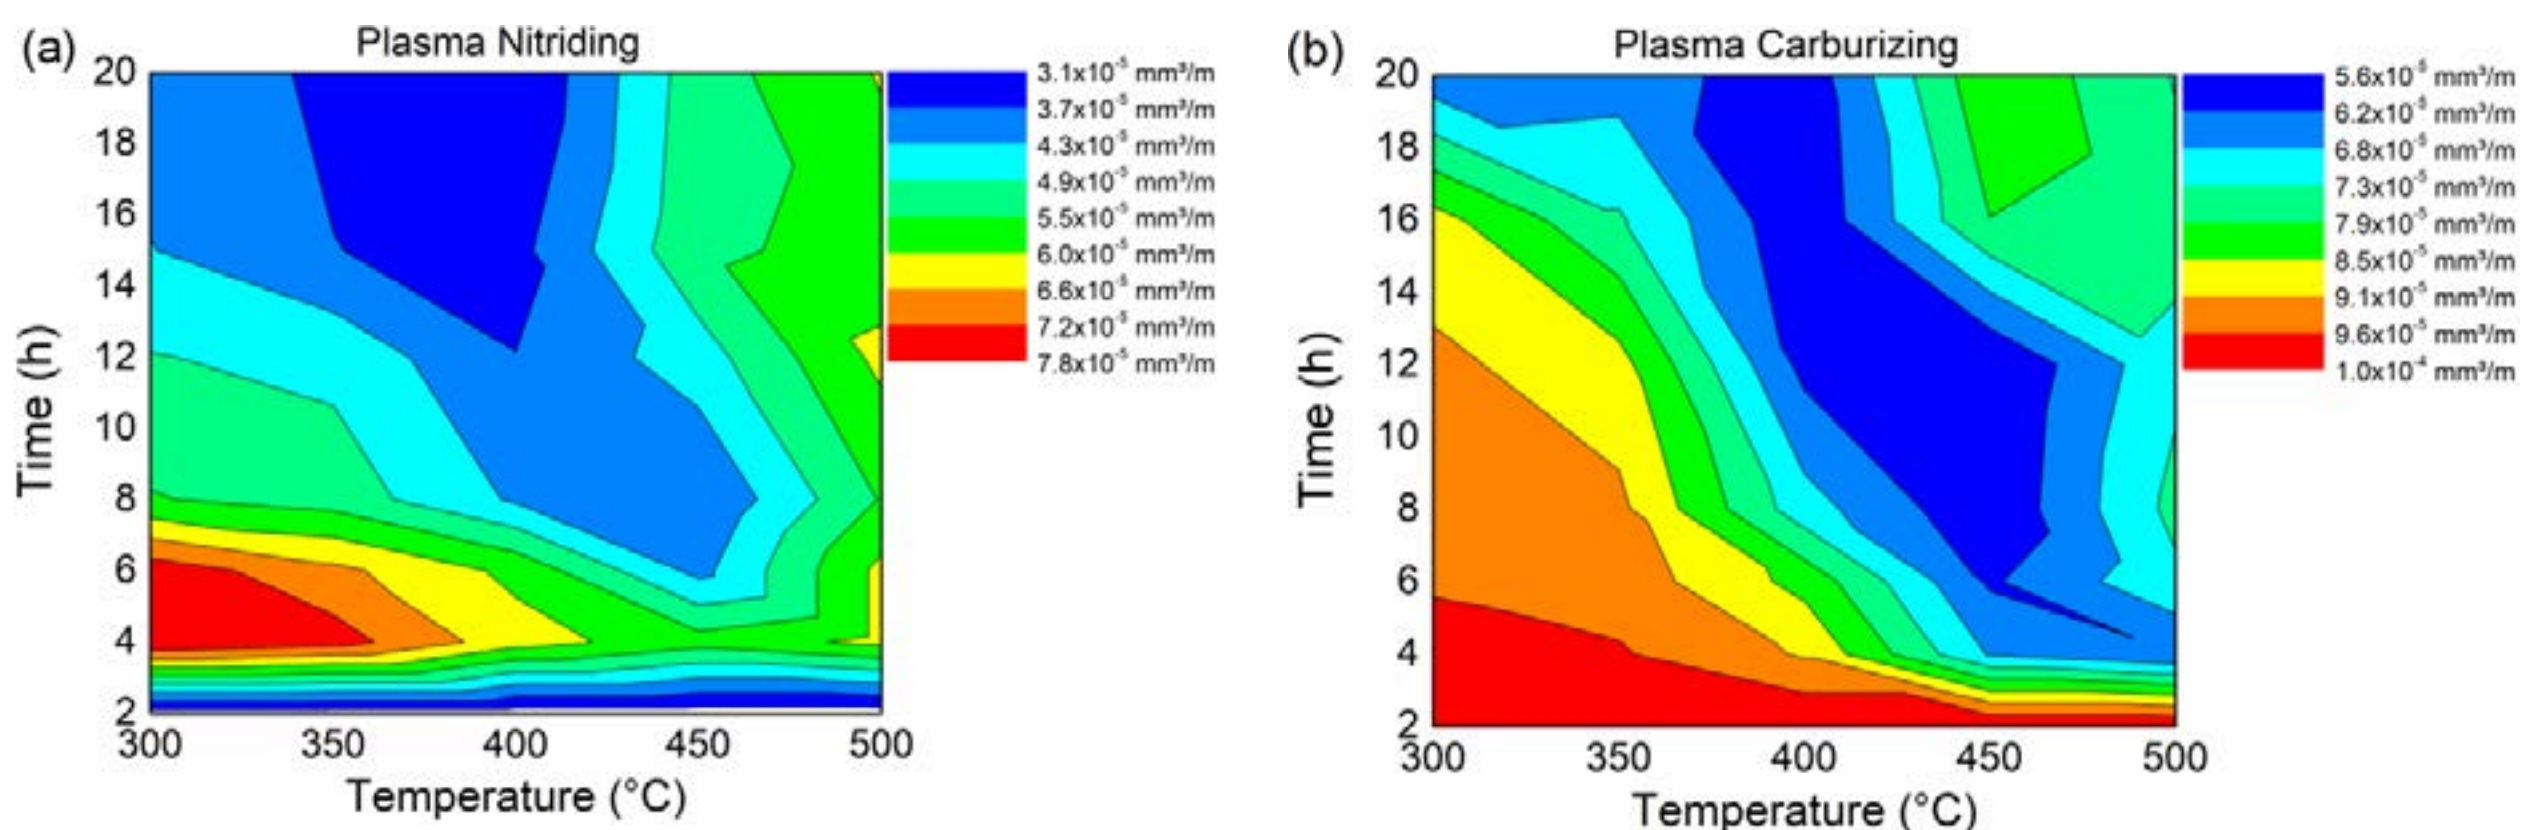 (a) Plasma Nitriding
20
18
16
14
12
10
8
6
4
2
Time (h)
300 350 400 450 500
Temperature (°C)
3.1x10⁻⁵ mm³/m
3.7x10⁻⁵ mm³/m
4.3x10⁻⁵ mm³/m
4.9x10⁻⁵ mm³/m
5.5x10⁻⁵ mm³/m
6.0x10⁻⁵ mm³/m
6.6x10⁻⁵ mm³/m
7.2x10⁻⁵ mm³/m
7.8x10⁻⁵ mm³/m
(b) Plasma Carburizing
20
18
16
14
12
10
8
6
4
2
Time (h)
300 350 400 450 500
Temperature (°C)
5.6x10⁻⁵ mm³/m
6.2x10⁻⁵ mm³/m
6.8x10⁻⁵ mm³/m
7.3x10⁻⁵ mm³/m
7.9x10⁻⁵ mm³/m
8.5x10⁻⁵ mm³/m
9.1x10⁻⁵ mm³/m
9.6x10⁻⁵ mm³/m
1.0x10⁻⁴ mm³/m